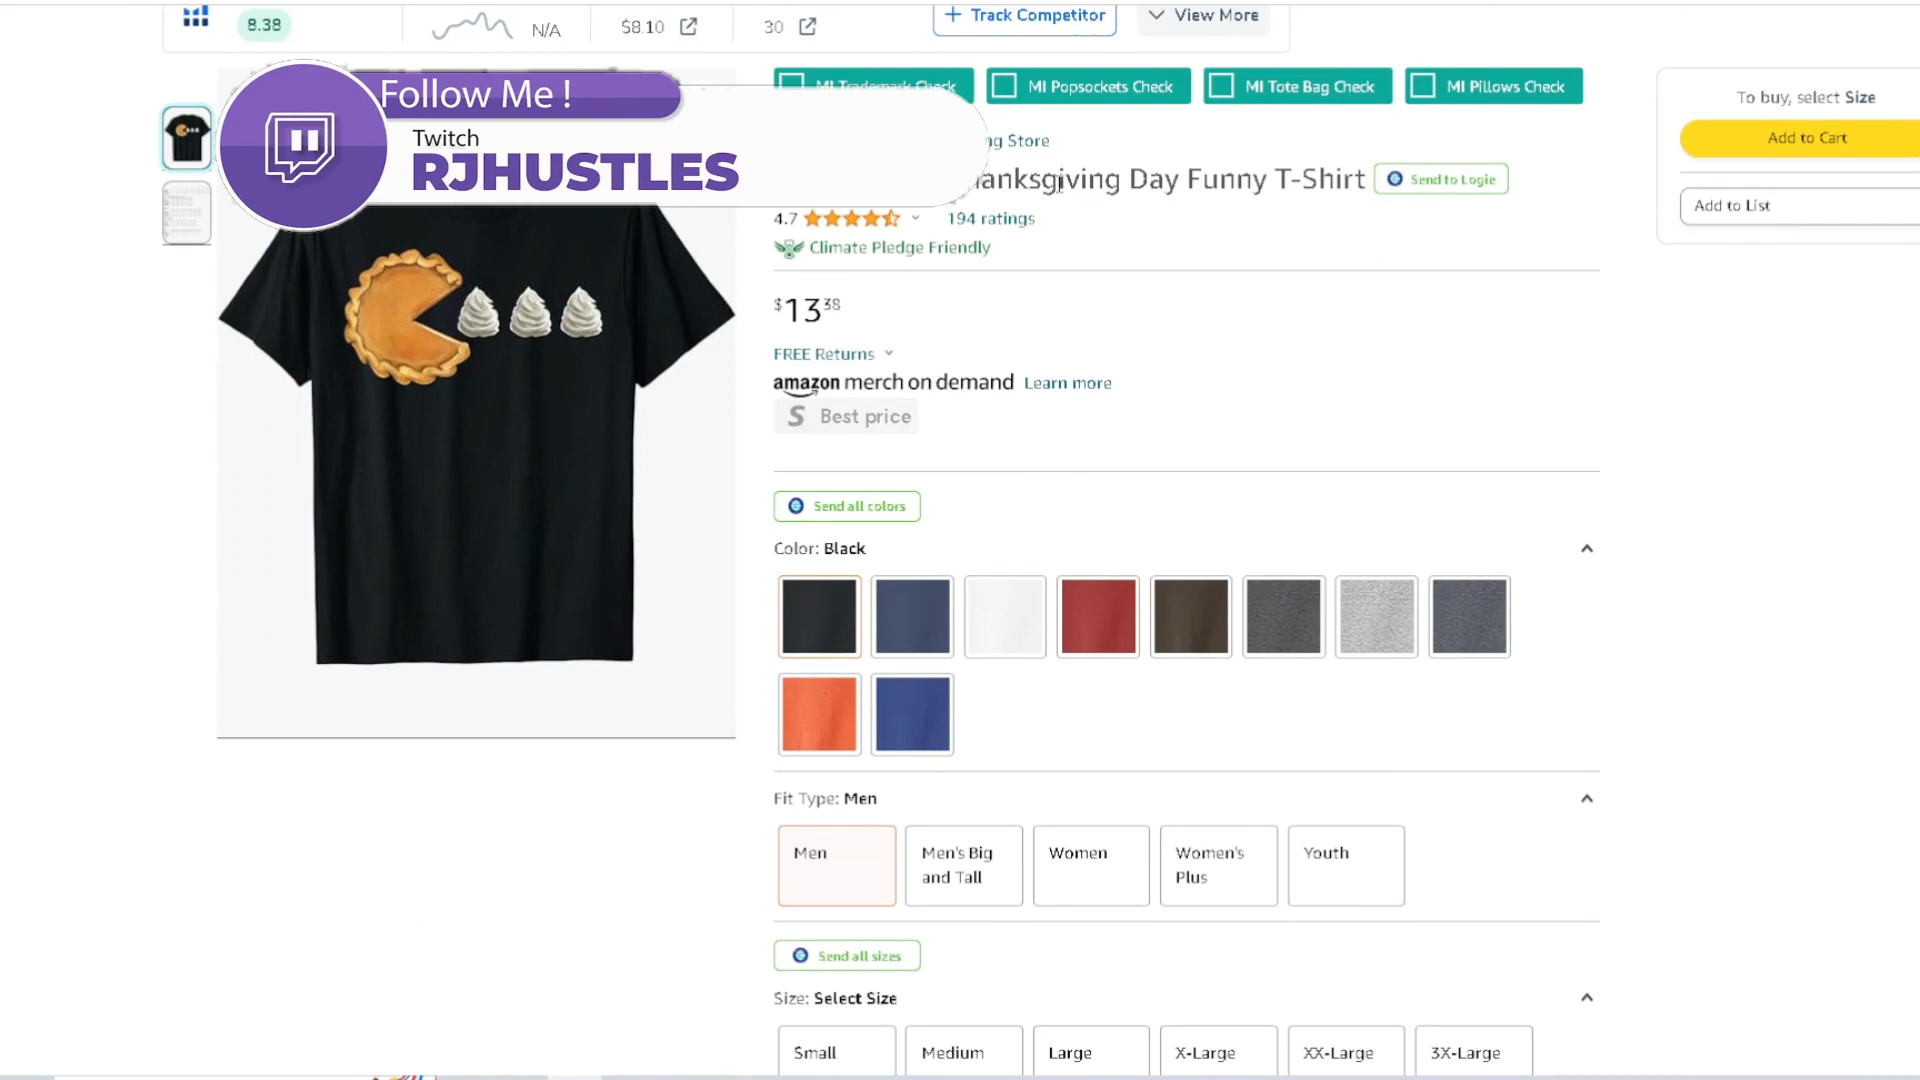 8.38
N/A
$8.10
30
+ Track Competitor
View More
Follow Me !
Twitch
RJHUSTLES
MI Trademark Check
MI Popsockets Check
MI Tote Bag Check
MI Pillows Check
Store
Day Funny T-Shirt
Send to Logie
4.7
194 ratings
Climate Pledge Friendly
$13 38
FREE Returns
amazon merch on demand Learn more
S Best price
Send all colors
Color: Black
Fit Type: Men
Men
Men's Big
and Tall
Women
Women's
Plus
Youth
Send all sizes
Size: Select Size
Small
Medium
Large
X-Large
XX-Large
3X-Large
To buy, select Size
Add to Cart
Add to List